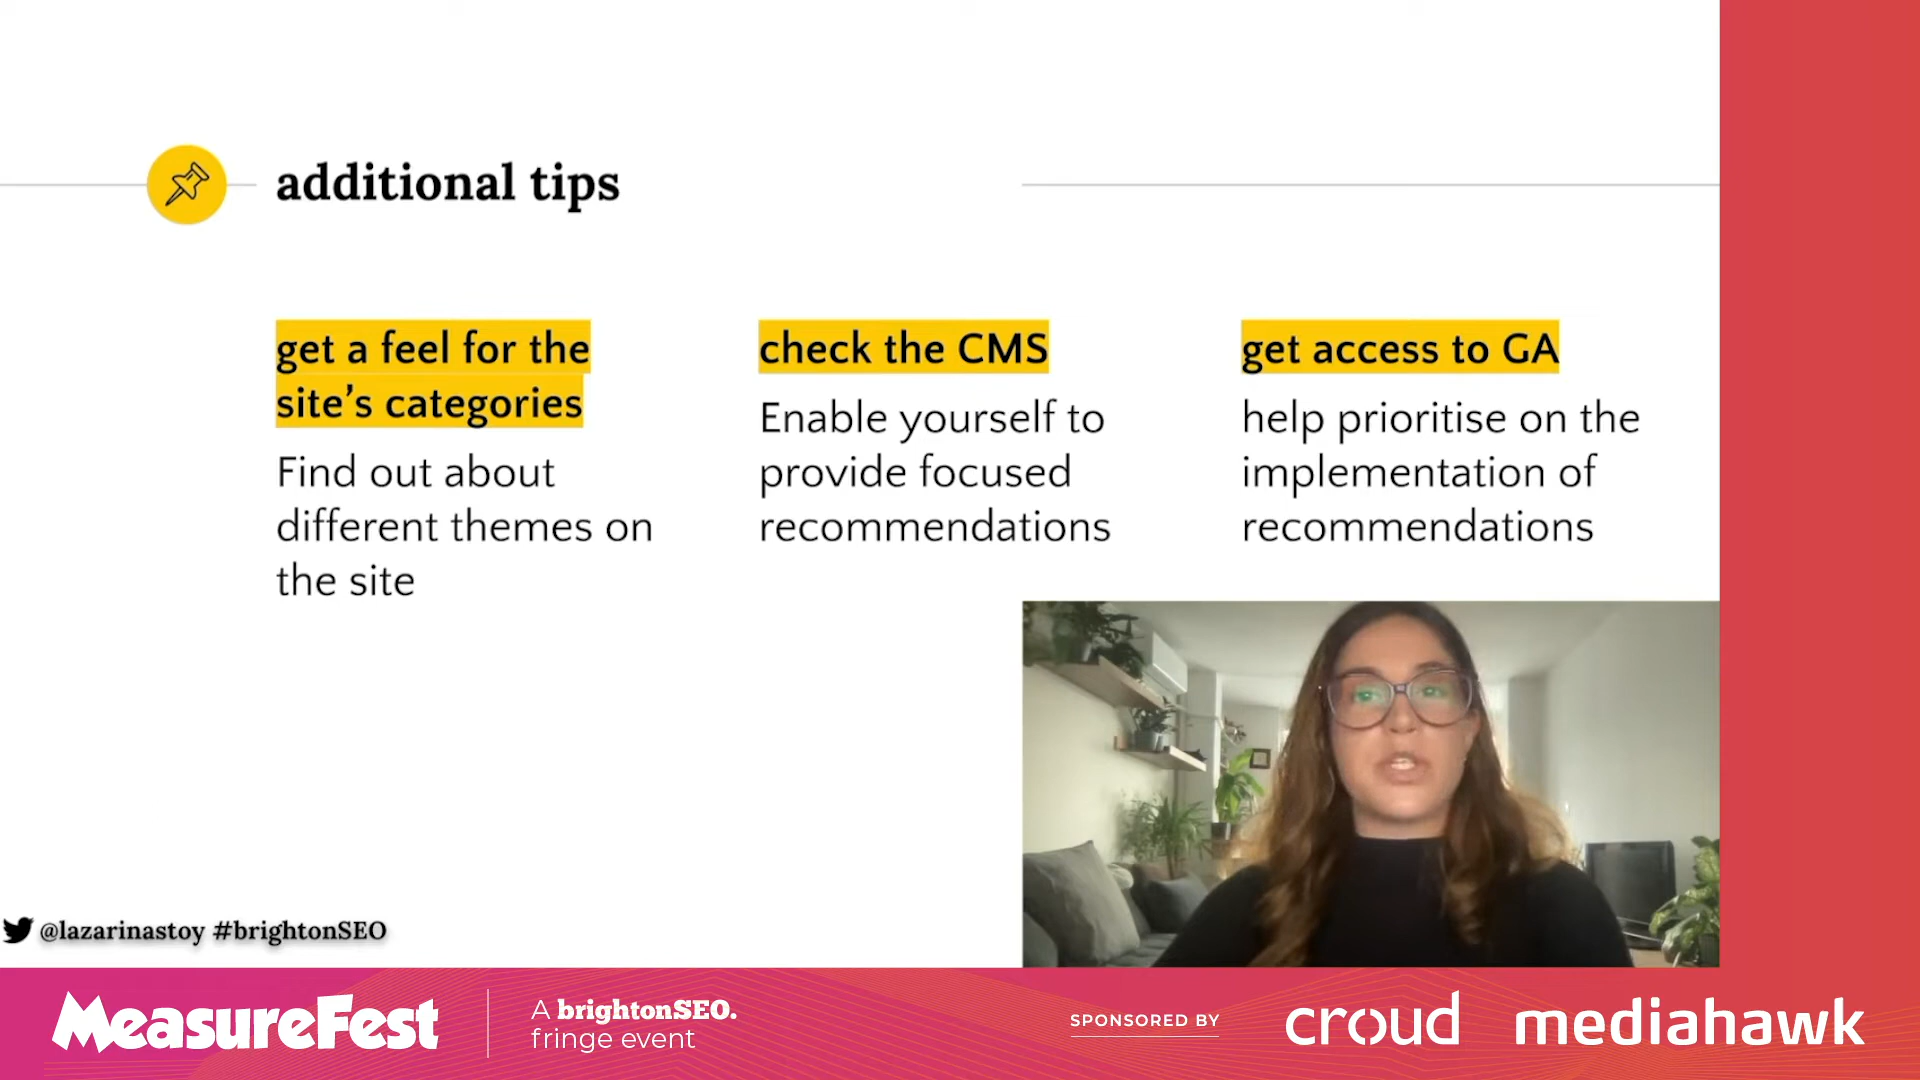 additional tips
get a feel for the
site’s categories
Find out about
different themes on
the site
check the CMS
Enable yourself to
provide focused
recommendations
get access to GA
help prioritise on the
implementation of
recommendations
@lazarinastoy #brightonSEO
MeasureFest
A brightonSEO.
fringe event
SPONSORED BY
croud
mediahawk